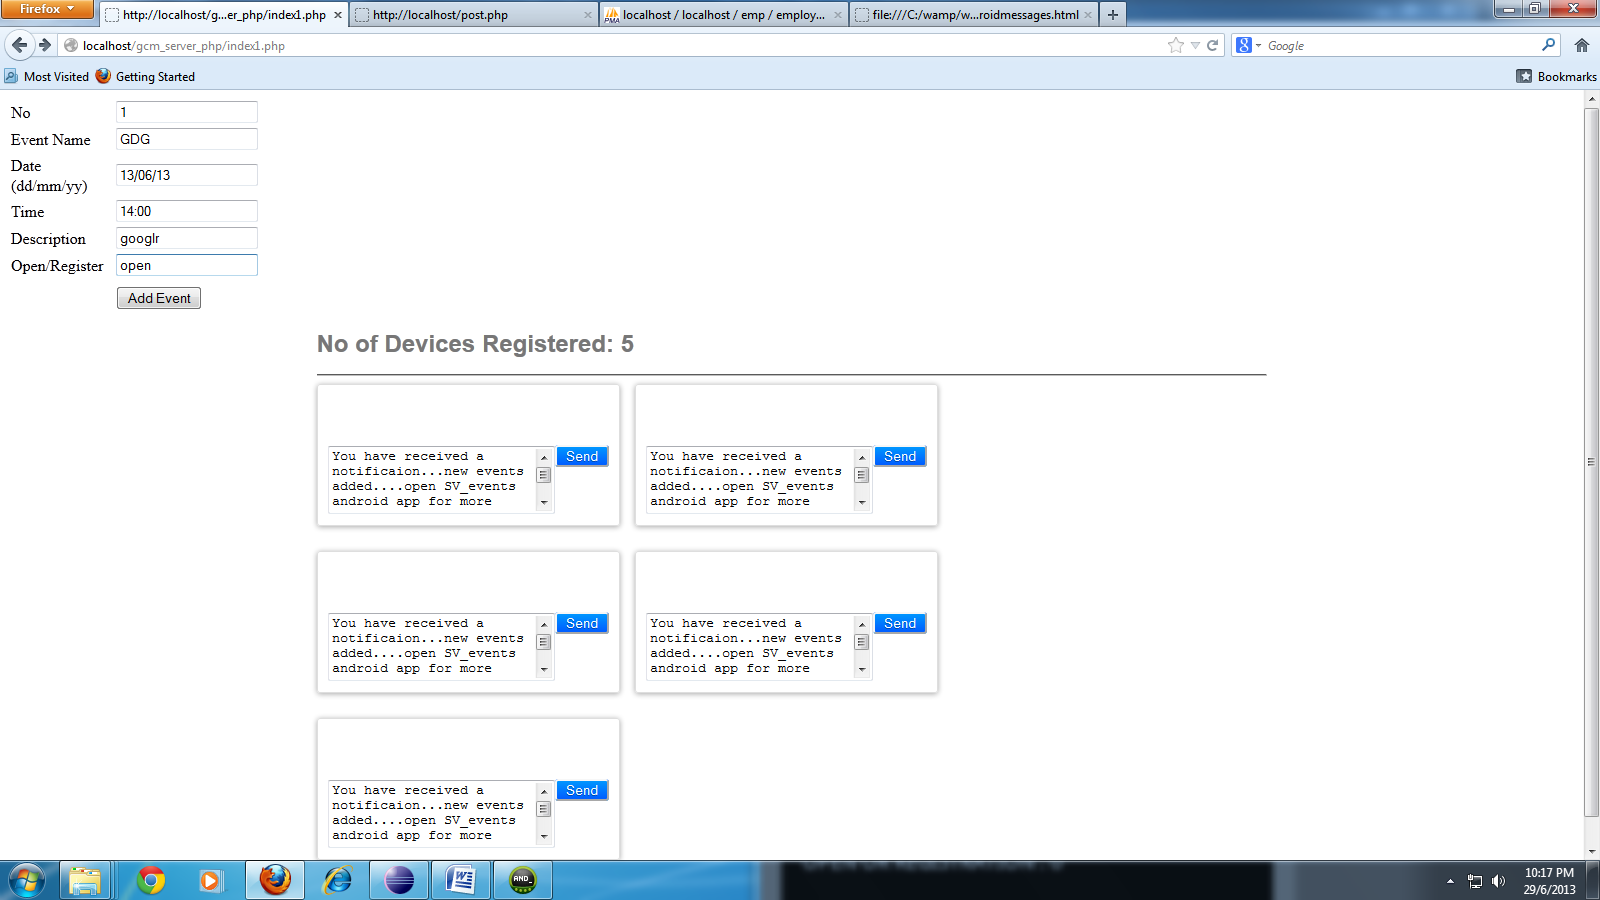 Firefox
http://localhost/g...er_php/index1.php
http://localhost/post.php
PMA
localhost / localhost / emp / employ...
file:///C:/wamp/w...roidmessages.html
localhost/gcm_server_php/index1.php
8
Google
Most Visited
Getting Started
Bookmarks
No
1
Event Name
GDG
Date
(dd/mm/yy)
13/06/13
Time
14:00
Description
googlr
Open/Register
open
Add Event
No of Devices Registered: 5
You have received a
notificaion...new events
added....open SV_events
android app for more
Send
You have received a
notificaion...new events
added....open SV_events
android app for more
Send
You have received a
notificaion...new events
added....open SV_events
android app for more
Send
You have received a
notificaion...new events
added....open SV_events
android app for more
Send
You have received a
notificaion...new events
added....open SV_events
android app for more
Send
W
AND_
10:17 PM
29/6/2013